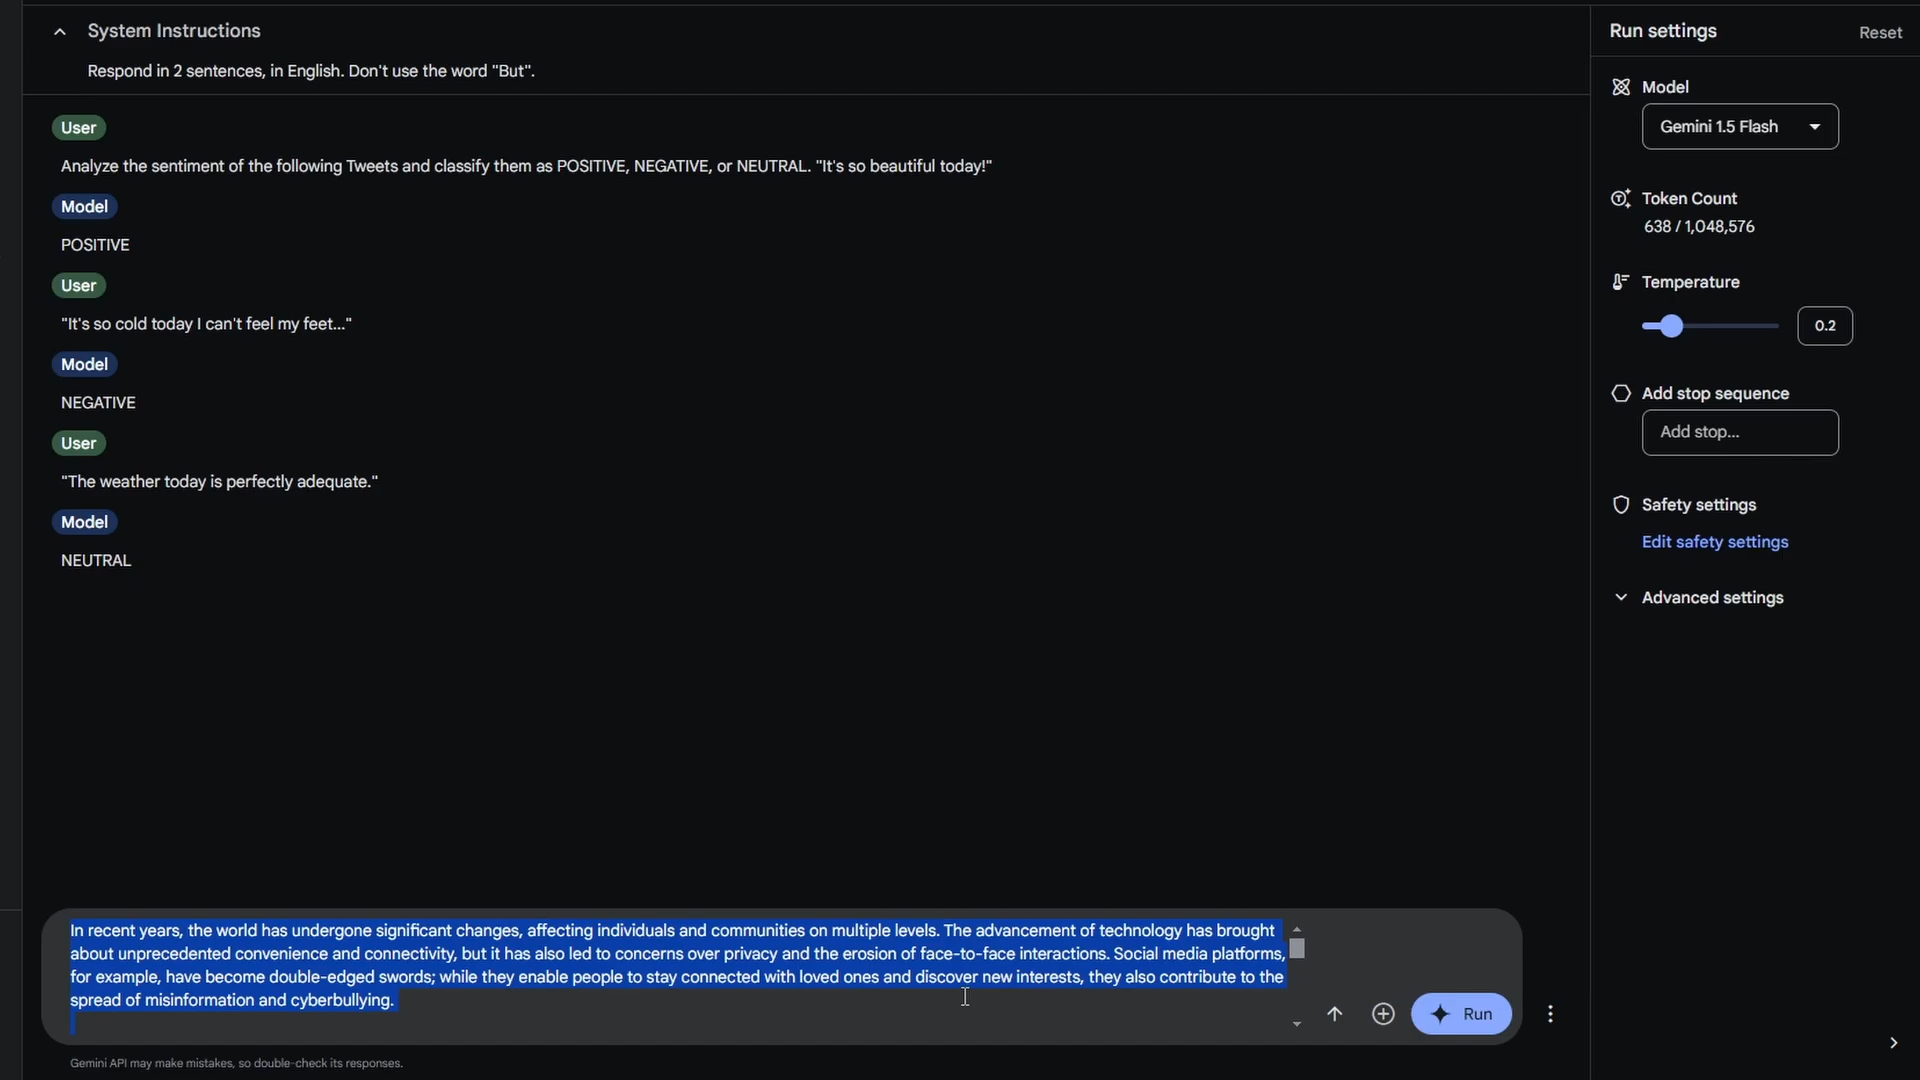 System Instructions
Respond in 2 sentences, in English. Don't use the word "But".
User
Analyze the sentiment of the following Tweets and classify them as POSITIVE, NEGATIVE, or NEUTRAL. "It's so beautiful today!"
Model
POSITIVE
User
"It's so cold today I can't feel my feet..."
Model
NEGATIVE
User
"The weather today is perfectly adequate."
Model
NEUTRAL
In recent years, the world has undergone significant changes, affecting individuals and communities on multiple levels. The advancement of technology has brought
about unprecedented convenience and connectivity, but it has also led to concerns over privacy and the erosion of face-to-face interactions. Social media platforms,
for example, have become double-edged swords; while they enable people to stay connected with loved ones and discover new interests, they also contribute to the
spread of misinformation and cyberbullying.
Run
Gemini API may make mistakes, so double-check its responses.
Run settings
Reset
Model
Gemini 1.5 Flash
Token Count
638 / 1,048,576
Temperature
0.2
Add stop sequence
Add stop...
Safety settings
Edit safety settings
Advanced settings